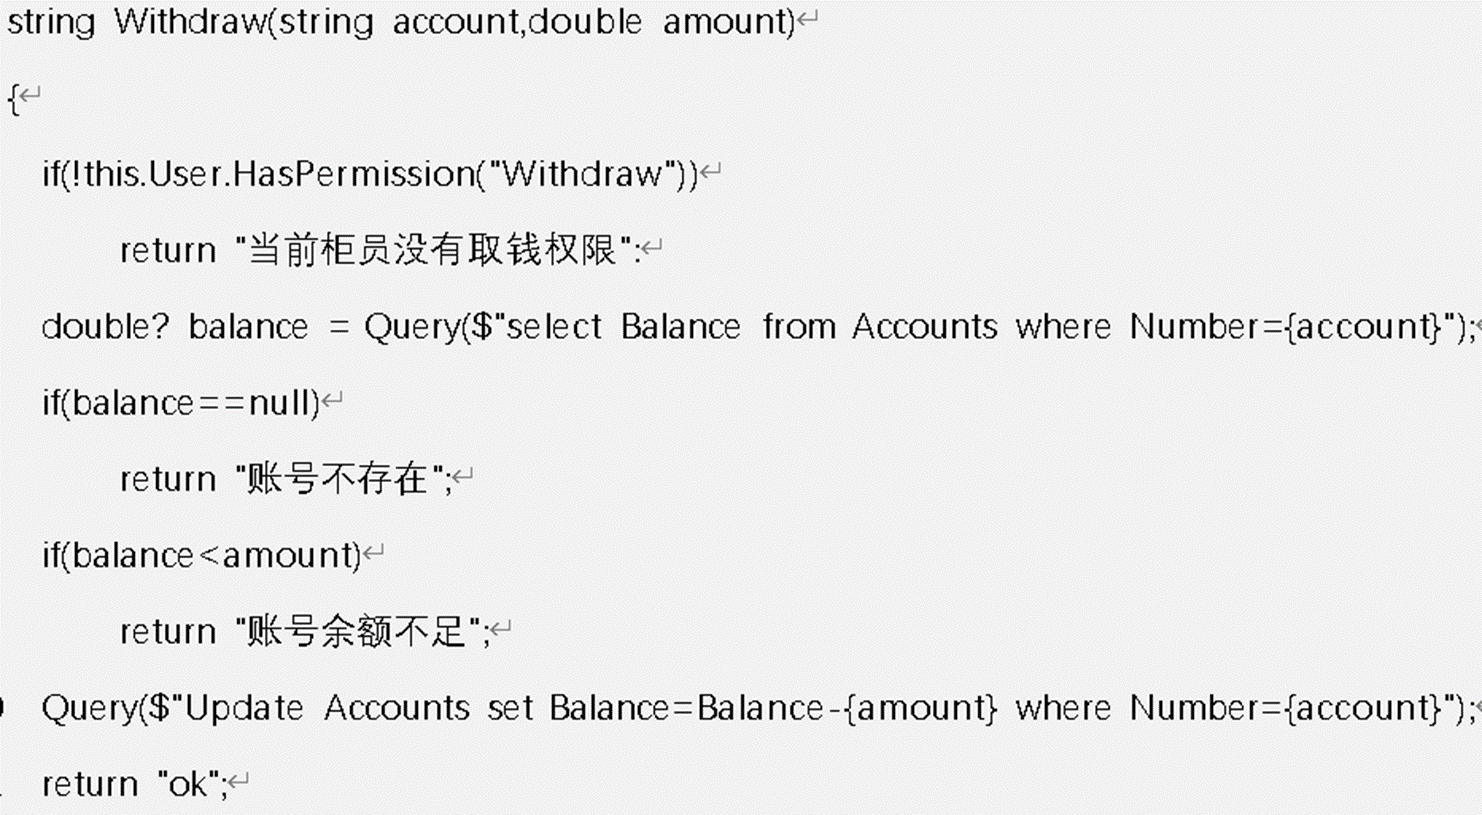 string Withdraw(string account,double amount)↵
{↵
if(!this.User.HasPermission("Withdraw"))↵
return "当前柜员没有取钱权限":↵
double? balance = Query($"select Balance from Accounts where Number={account}");
if(balance==null)↵
return "账号不存在";↵
if(balance<amount)↵
return "账号余额不足";↵
Query($"Update Accounts set Balance=Balance-{amount} where Number={account}");
return "ok";↵